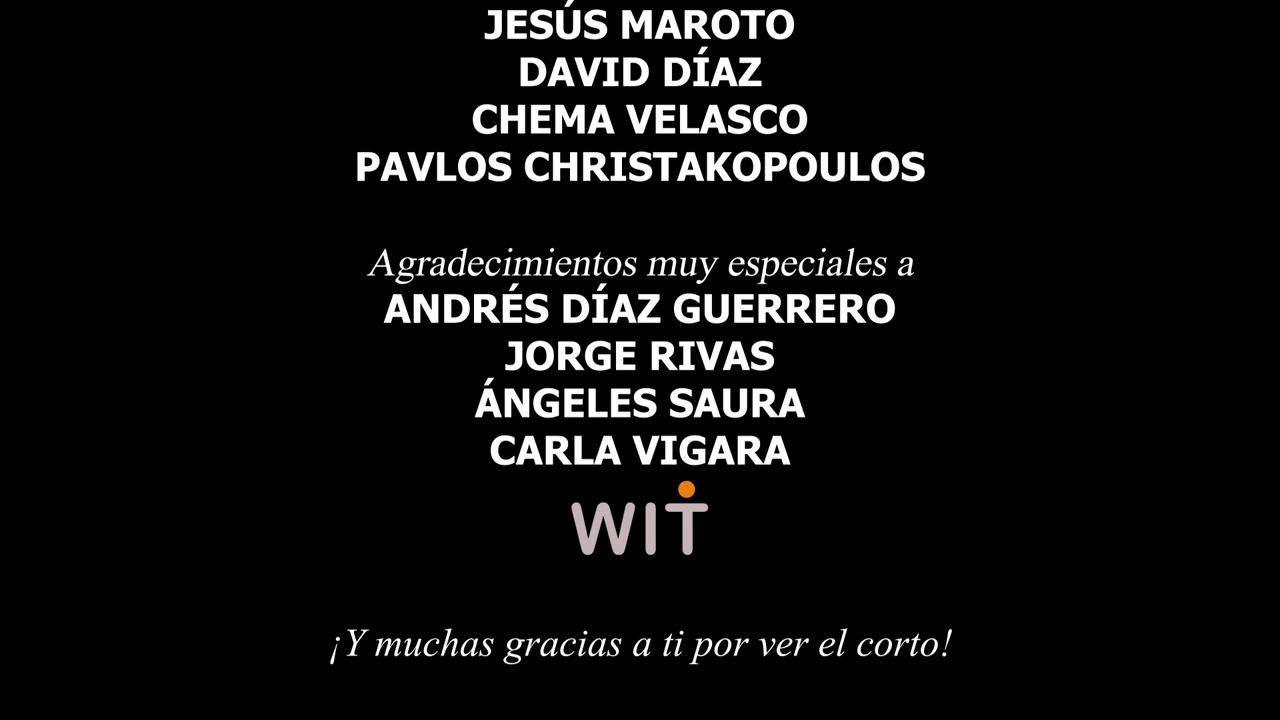 JESÚS MAROTO
DAVID DÍAZ
CHEMA VELASCO
PAVLOS CHRISTAKOPOULOS
Agradecimientos muy especiales a
ANDRÉS DÍAZ GUERRERO
JORGE RIVAS
ÁNGELES SAURA
CARLA VIGARA
WIT
¡Y muchas gracias a ti por ver el corto!